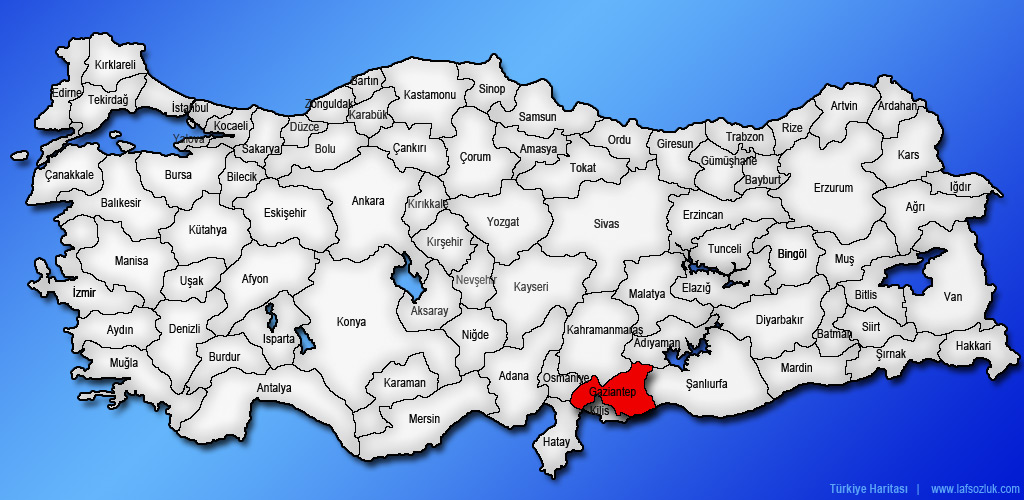 Kırklareli
Edirne
Tekirdağ
İstanbul
Kocaeli
Yalova
Sakarya
Düzce
Zonguldak
Bartın
Karabük
Kastamonu
Sinop
Samsun
Ordu
Giresun
Trabzon
Rize
Artvin
Ardahan
Kars
Iğdır
Ağrı
Erzurum
Bayburt
Gümüşhane
Tokat
Amasya
Çorum
Çankırı
Bolu
Bilecik
Bursa
Çanakkale
Balıkesir
Kütahya
Eskişehir
Ankara
Kırıkkale
Yozgat
Sivas
Erzincan
Tunceli
Bingöl
Muş
Van
Bitlis
Elazığ
Malatya
Kayseri
Kırşehir
Nevşehir
Aksaray
Konya
Afyon
Uşak
Manisa
İzmir
Aydın
Denizli
Isparta
Burdur
Muğla
Antalya
Karaman
Mersin
Niğde
Adana
Osmaniye
Kahramanmaraş
Adıyaman
Diyarbakır
Batman
Siirt
Şırnak
Hakkari
Mardin
Şanlıurfa
Gaziantep
Kilis
Hatay
Türkiye Haritası | www.lafsozluk.com